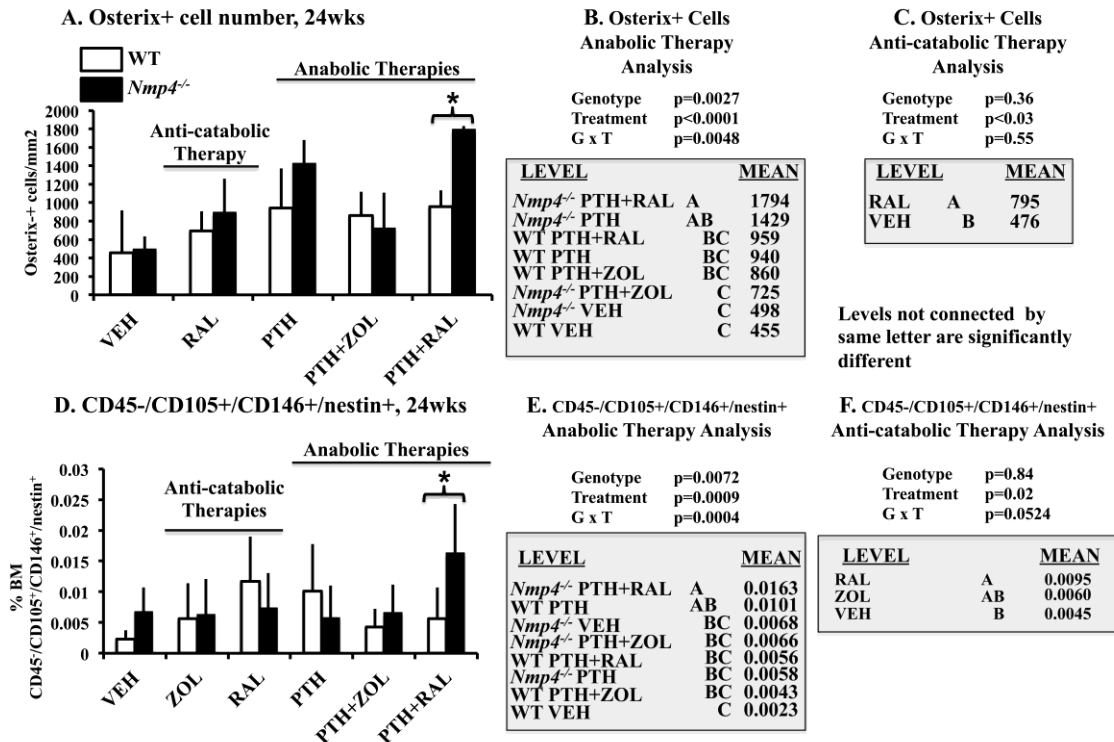 A. Osterix+ cell number, 24wks
WT
Nmp4-/-
Anabolic Therapies
Anti-catabolic
Therapy
*
Osterix-+ cells/mm2
2000
1800
1600
1400
1200
1000
800
600
400
200
0
VEH
RAL
PTH
PTH+ZOL
PTH+RAL
B. Osterix+ Cells
Anabolic Therapy
Analysis
Genotype p=0.0027
Treatment p<0.0001
G x T p=0.0048
LEVEL MEAN
Nmp4-/- PTH+RAL A 1794
Nmp4-/- PTH AB 1429
WT PTH+RAL BC 959
WT PTH BC 940
WT PTH+ZOL BC 860
Nmp4-/- PTH+ZOL C 725
Nmp4-/- VEH C 498
WT VEH C 455
C. Osterix+ Cells
Anti-catabolic Therapy
Analysis
Genotype p=0.36
Treatment p<0.03
G x T p=0.55
LEVEL MEAN
RAL A 795
VEH B 476
Levels not connected by
same letter are significantly
different
D. CD45-/CD105+/CD146+/nestin+, 24wks
Anabolic Therapies
Anti-catabolic
Therapies
*
% BM
CD45-/CD105+/CD146+/nestin+
0.03
0.025
0.02
0.015
0.01
0.005
0
VEH
ZOL
RAL
PTH
PTH+ZOL
PTH+RAL
E. CD45-/CD105+/CD146+/nestin+
Anabolic Therapy Analysis
Genotype p=0.0072
Treatment p=0.0009
G x T p=0.0004
LEVEL MEAN
Nmp4-/- PTH+RAL A 0.0163
WT PTH AB 0.0101
Nmp4-/- VEH BC 0.0068
Nmp4-/- PTH+ZOL BC 0.0066
WT PTH+RAL BC 0.0056
Nmp4-/- PTH BC 0.0058
WT PTH+ZOL BC 0.0043
WT VEH C 0.0023
F. CD45-/CD105+/CD146+/nestin+
Anti-catabolic Therapy Analysis
Genotype p=0.84
Treatment p=0.02
G x T p=0.0524
LEVEL MEAN
RAL A 0.0095
ZOL AB 0.0060
VEH B 0.0045